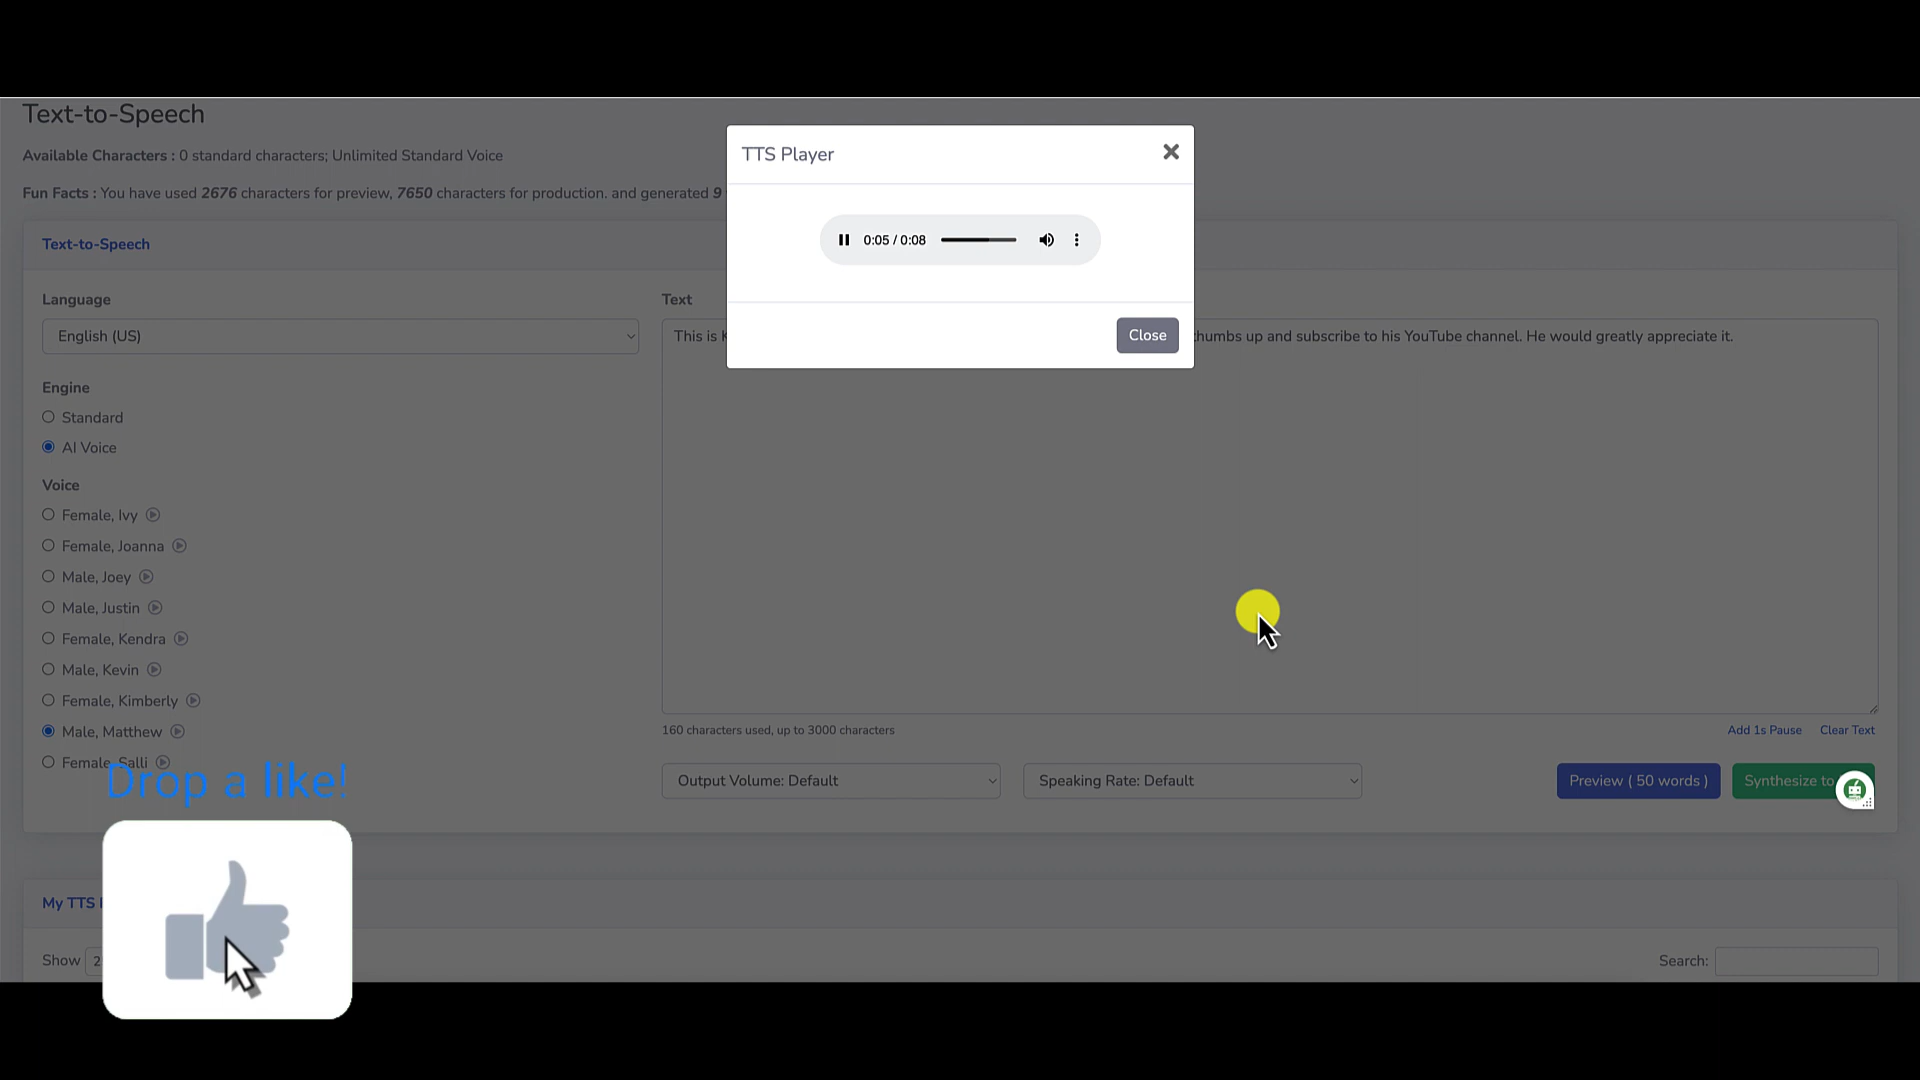 Text-to-Speech
Available Characters : 0 standard characters; Unlimited Standard Voice
Fun Facts : You have used 2676 characters for preview, 7650 characters for production. and generated 9
TTS Player
0:05 / 0:08
Close
Text-to-Speech
Language
English (US)
Engine
Standard
AI Voice
Voice
Female, Ivy
Female, Joanna
Male, Joey
Male, Justin
Female, Kendra
Male, Kevin
Female, Kimberly
Male, Matthew
Female, Salli
Text
This is
thumbs up and subscribe to his YouTube channel. He would greatly appreciate it.
160 characters used, up to 3000 characters
Add 1s Pause
Clear Text
Output Volume: Default
Speaking Rate: Default
Preview ( 50 words )
Synthesize to
Drop a like!
My TTS
Show
Search: